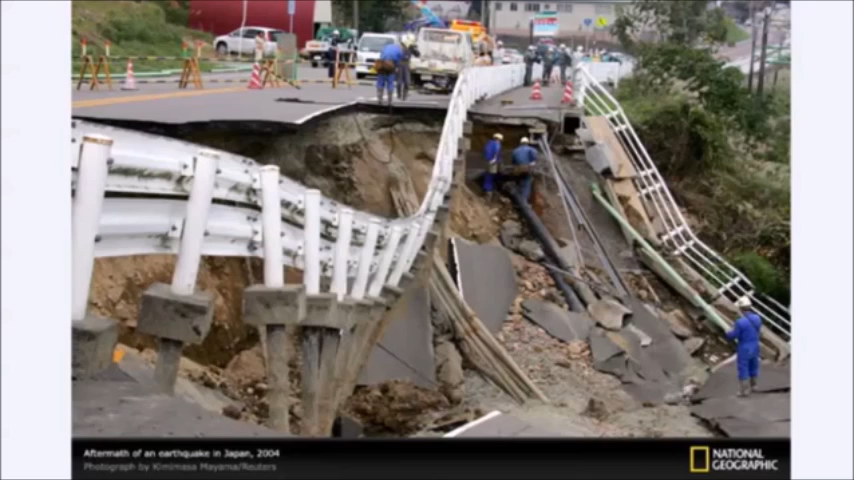 Aftermath of an earthquake in Japan, 2004
Photograph by Kimimasa Mayama/Reuters
NATIONAL
GEOGRAPHIC